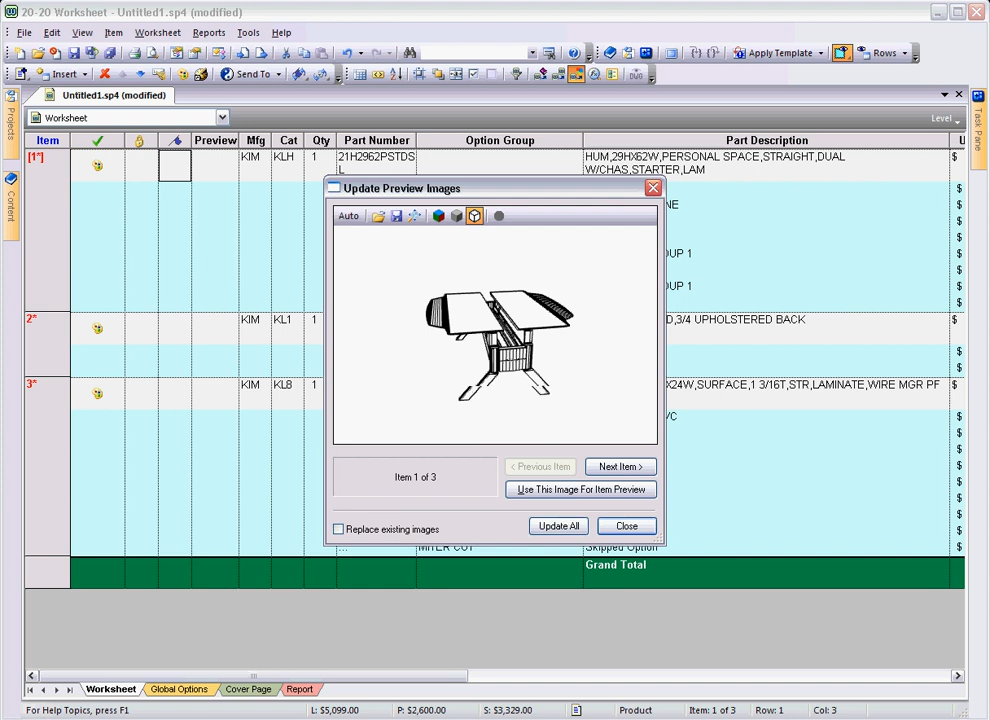 20-20 Worksheet - Untitled1.sp4 (modified)
File Edit View Item Worksheet Reports Tools Help
Apply Template Rows
Insert Send To DWG
Untitled1.sp4 (modified)
Projects
Content
Task Pane
Worksheet Level
Item Preview Mfg Cat Qty Part Number Option Group Part Description U
[1*] KIM KLH 1 21H2962PSTDS HUM,29HX62W,PERSONAL SPACE,STRAIGHT,DUAL $
L W/CHAS,STARTER,LAM
$
NE $
$
$
OUP 1 $
$
OUP 1 $
$
2* KIM KL1 1 D,3/4 UPHOLSTERED BACK $
$
$
3* KIM KL8 1 X24W,SURFACE,1 3/16T,STR,LAMINATE,WIRE MGR PF $
/C $
$
$
$
$
$
$
$
... MITER CUT Skipped Option $
Grand Total
Update Preview Images
Auto
Item 1 of 3
< Previous Item Next Item >
Use This Image For Item Preview
Replace existing images Update All Close
Worksheet Global Options Cover Page Report
For Help Topics, press F1 L: $5,099.00 P: $2,600.00 S: $3,329.00 Product Item: 1 of 3 Row: 1 Col: 3